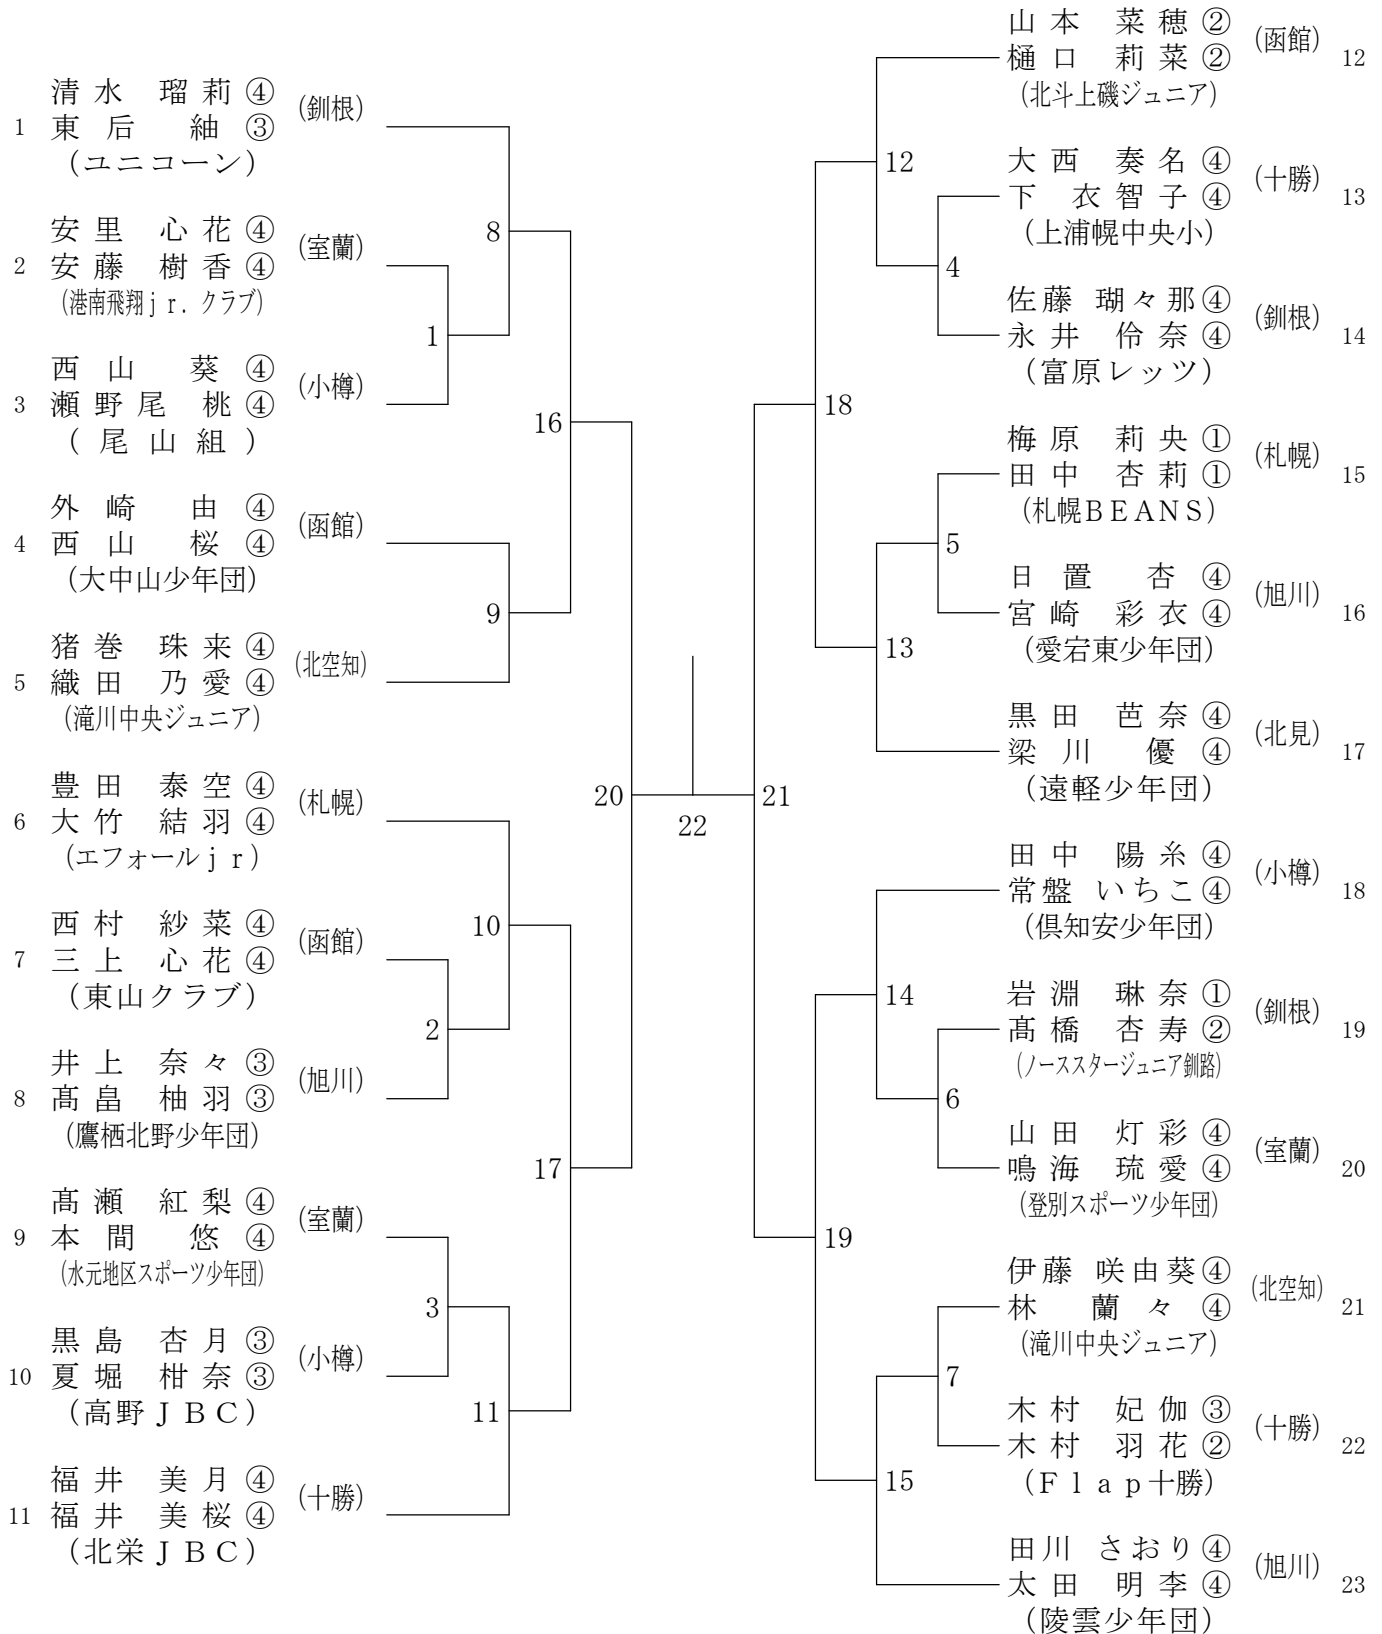 清水 瑠莉④
1 東后 紬③ (釧根)
(ユニコーン)
安里 心花④
2 安藤 樹香④ (室蘭)
(港南飛翔jr.クラブ)
西山 葵④
3 瀬野尾 桃④ (小樽)
(尾山組)
外崎 由④
4 西山 桜④ (函館)
(大中山少年団)
猪巻 珠来④
5 織田 乃愛④ (北空知)
(滝川中央ジュニア)
豊田 泰空④
6 大竹 結羽④ (札幌)
(エフォールjr)
西村 紗菜④
7 三上 心花④ (函館)
(東山クラブ)
井上 奈々③
8 髙畠 柚羽③ (旭川)
(鷹栖北野少年団)
髙瀬 紅梨④
9 本間 悠④ (室蘭)
(水元地区スポーツ少年団)
黒島 杏月③
10 夏堀 柑奈③ (小樽)
(高野JBC)
福井 美月④
11 福井 美桜④ (十勝)
(北栄JBC)
8
1
16
9
20
10
2
17
3
11
22
21
18
12
4
5
13
14
6
19
7
15
山本 菜穂②
樋口 莉菜② (函館) 12
(北斗上磯ジュニア)
大西 奏名④
下 衣智子④ (十勝) 13
(上浦幌中央小)
佐藤 瑚々那④
永井 伶奈④ (釧根) 14
(富原レッツ)
梅原 莉央①
田中 杏莉① (札幌) 15
(札幌BEANS)
日置 杏④
宮崎 彩衣④ (旭川) 16
(愛宕東少年団)
黒田 芭奈④
梁川 優④ (北見) 17
(遠軽少年団)
田中 陽糸④
常盤 いちこ④ (小樽) 18
(倶知安少年団)
岩淵 琳奈①
髙橋 杏寿② (釧根) 19
(ノーススタージュニア釧路)
山田 灯彩④
鳴海 琉愛④ (室蘭) 20
(登別スポーツ少年団)
伊藤 咲由葵④
林 蘭々④ (北空知) 21
(滝川中央ジュニア)
木村 妃伽③
木村 羽花② (十勝) 22
(Flap十勝)
田川 さおり④
太田 明李④ (旭川) 23
(陵雲少年団)